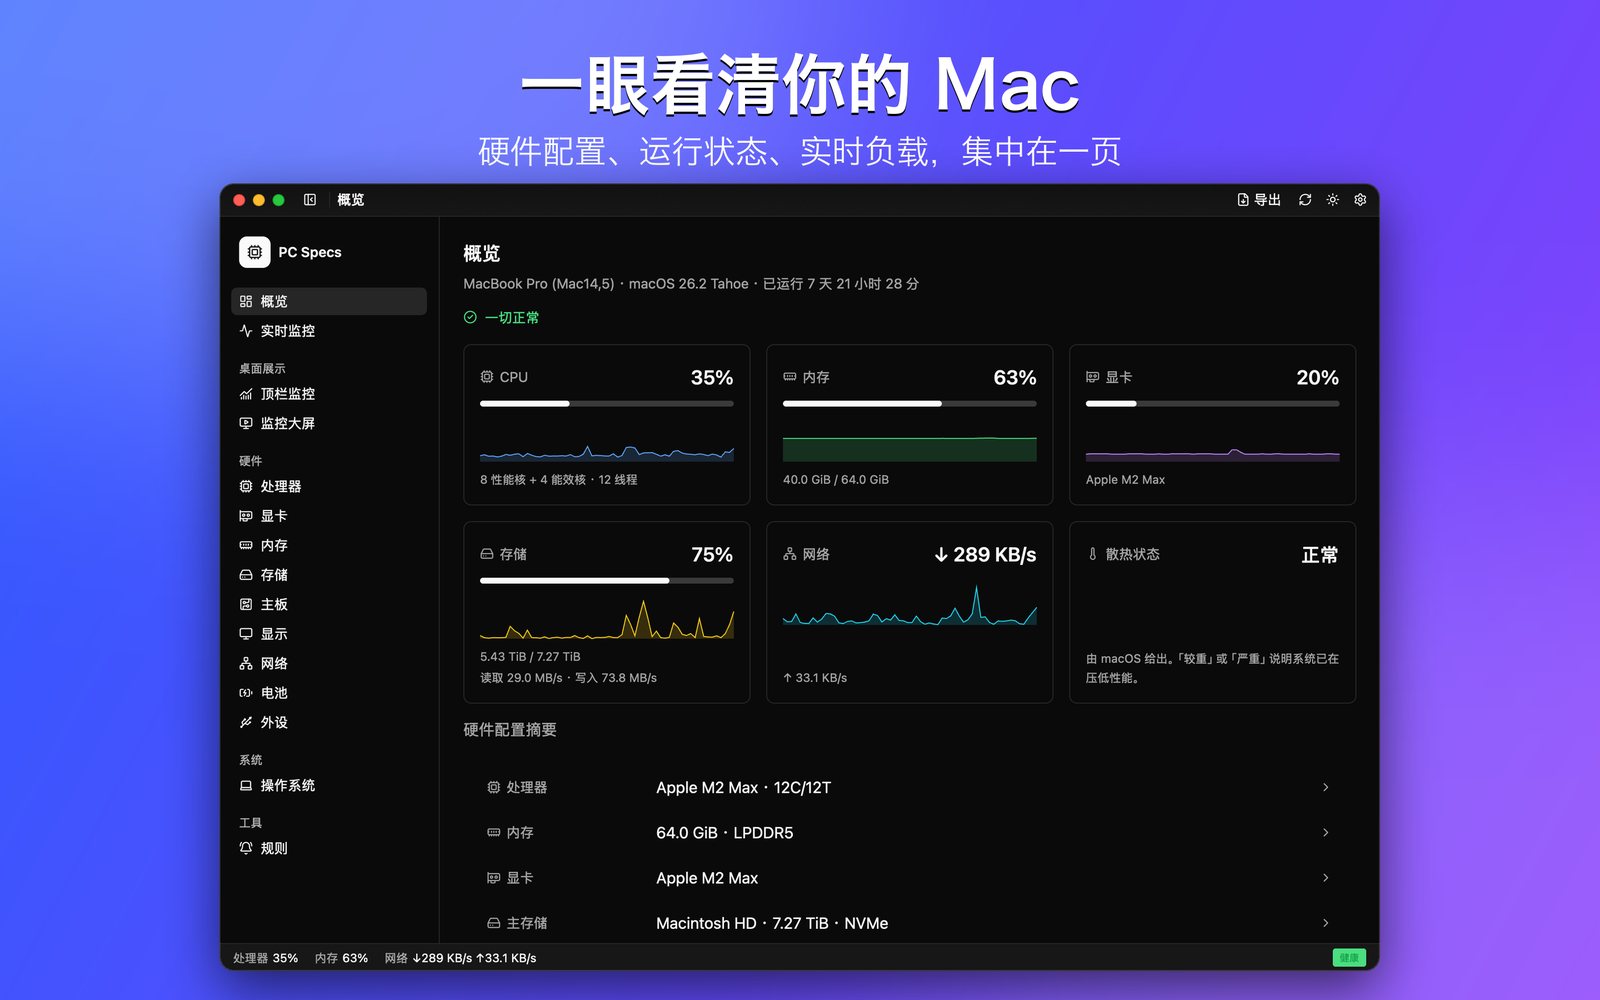 一眼看清你的 Mac
硬件配置、运行状态、实时负载，集中在一页
概览
导出
PC Specs
概览
实时监控
桌面展示
顶栏监控
监控大屏
硬件
处理器
显卡
内存
存储
主板
显示
网络
电池
外设
系统
操作系统
工具
规则
概览
MacBook Pro (Mac14,5) · macOS 26.2 Tahoe · 已运行 7 天 21 小时 28 分
一切正常
CPU 35%
8 性能核 + 4 能效核 · 12 线程
内存 63%
40.0 GiB / 64.0 GiB
显卡 20%
Apple M2 Max
存储 75%
5.43 TiB / 7.27 TiB
读取 29.0 MB/s · 写入 73.8 MB/s
网络 ↓ 289 KB/s
↑ 33.1 KB/s
散热状态 正常
由 macOS 给出。「较重」或「严重」说明系统已在
压低性能。
硬件配置摘要
处理器 Apple M2 Max · 12C/12T
内存 64.0 GiB · LPDDR5
显卡 Apple M2 Max
主存储 Macintosh HD · 7.27 TiB · NVMe
处理器 35% 内存 63% 网络 ↓289 KB/s ↑33.1 KB/s
健康